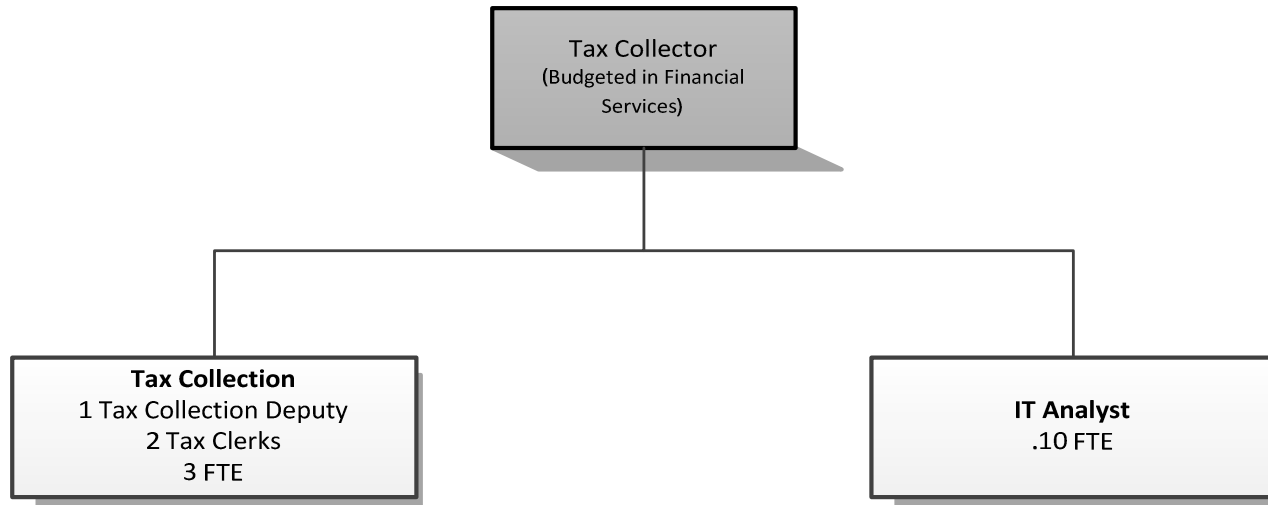 Tax Collector
(Budgeted in Financial
Services)
Tax Collection
1 Tax Collection Deputy
2 Tax Clerks
3 FTE
IT Analyst
.10 FTE